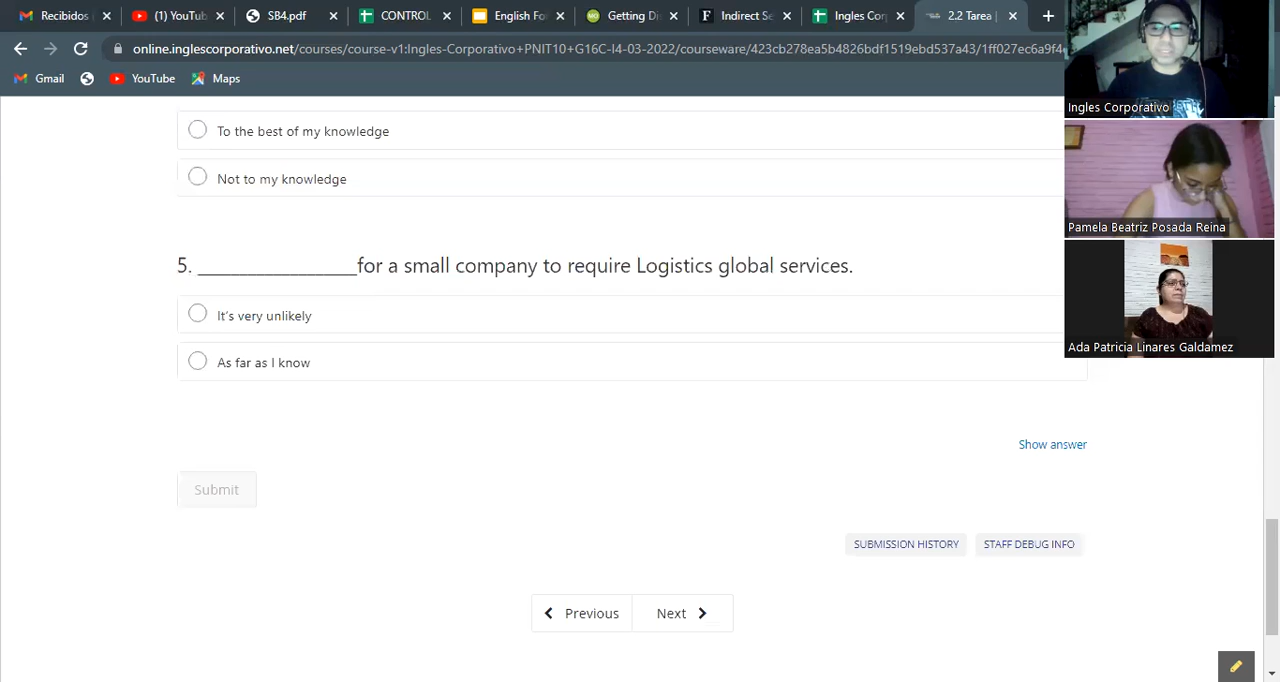 Recibidos
(1) YouTu
SB4.pdf
CONTROL
English Fo
Getting Di
Indirect Se
Ingles Cor
2.2 Tarea |
online.inglescorporativo.net/courses/course-v1:Ingles-Corporativo+PNIT10+G16C-I4-03-2022/courseware/423cb278ea5b4826bdf1519ebd537a43/1ff027ec6a9f4
Gmail
YouTube
Maps
Ingles Corporativo
Pamela Beatriz Posada Reina
Ada Patricia Linares Galdamez
To the best of my knowledge
Not to my knowledge
5. _________________for a small company to require Logistics global services.
It's very unlikely
As far as I know
Show answer
Submit
SUBMISSION HISTORY
STAFF DEBUG INFO
Previous
Next